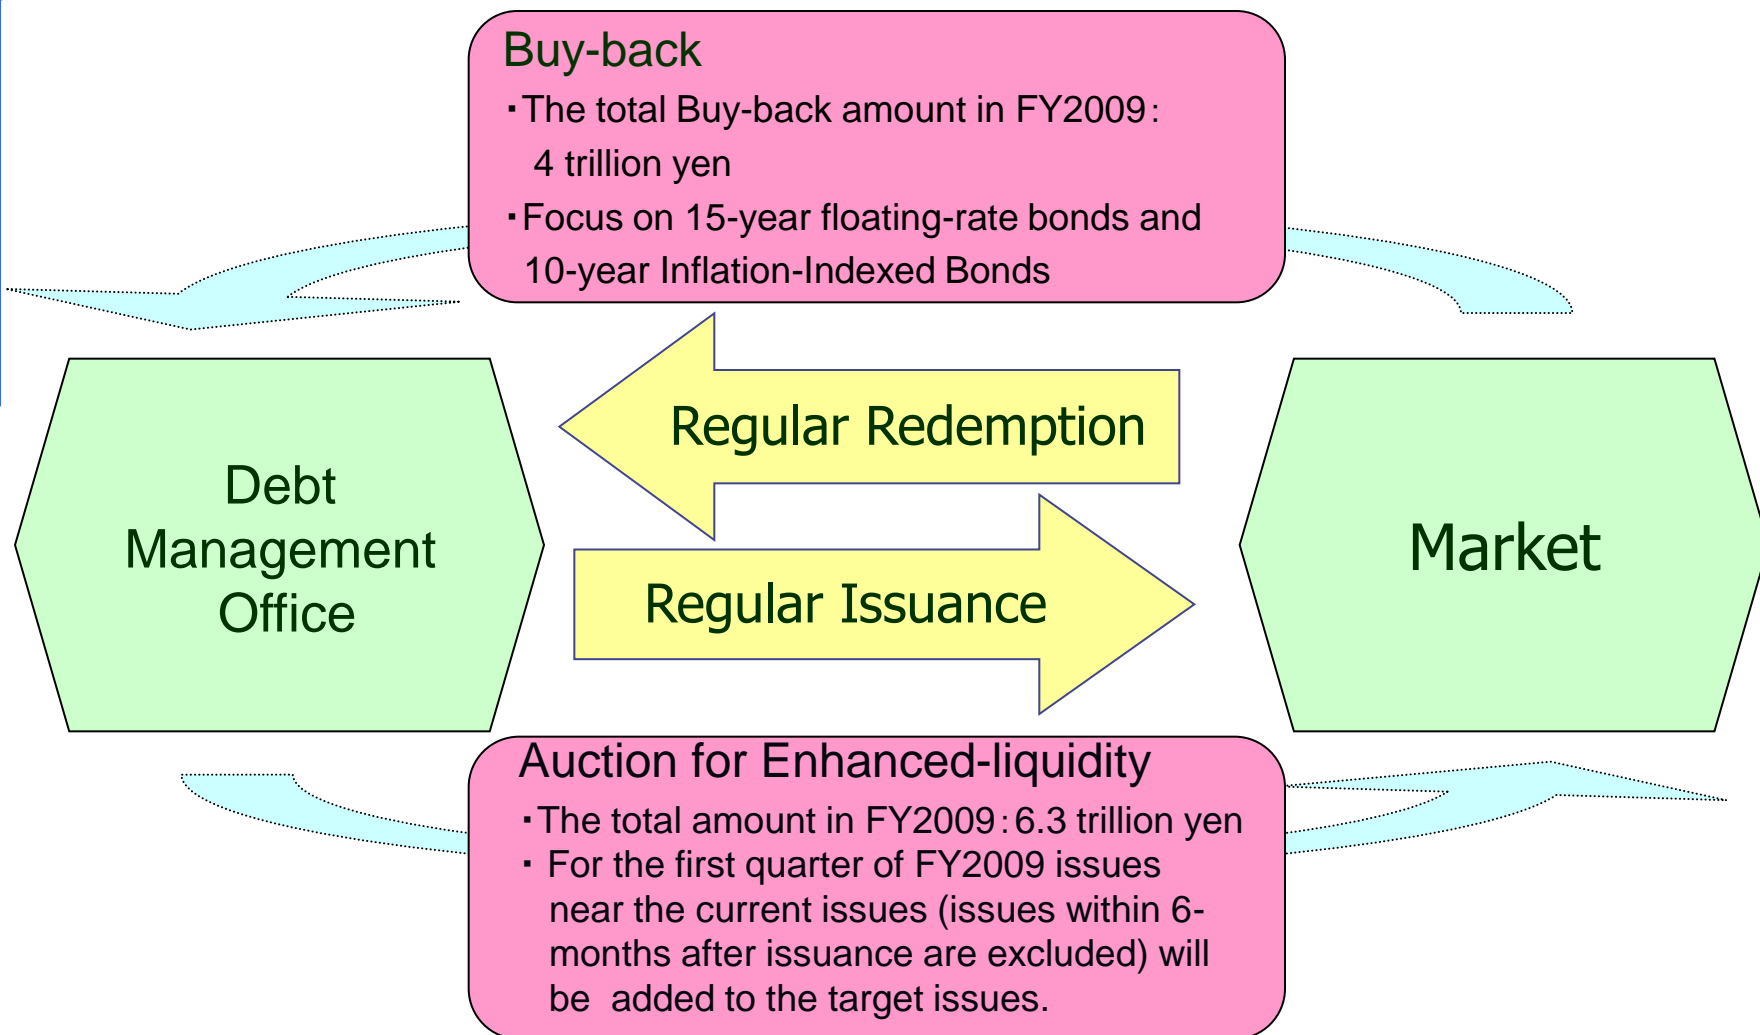 Buy-back
・The total Buy-back amount in FY2009：
4 trillion yen
・Focus on 15-year floating-rate bonds and
10-year Inflation-Indexed Bonds
Regular Redemption
Debt
Management
Office
Market
Regular Issuance
Auction for Enhanced-liquidity
・The total amount in FY2009：6.3 trillion yen
・ For the first quarter of FY2009 issues
near the current issues (issues within 6-
months after issuance are excluded) will
be  added to the target issues.